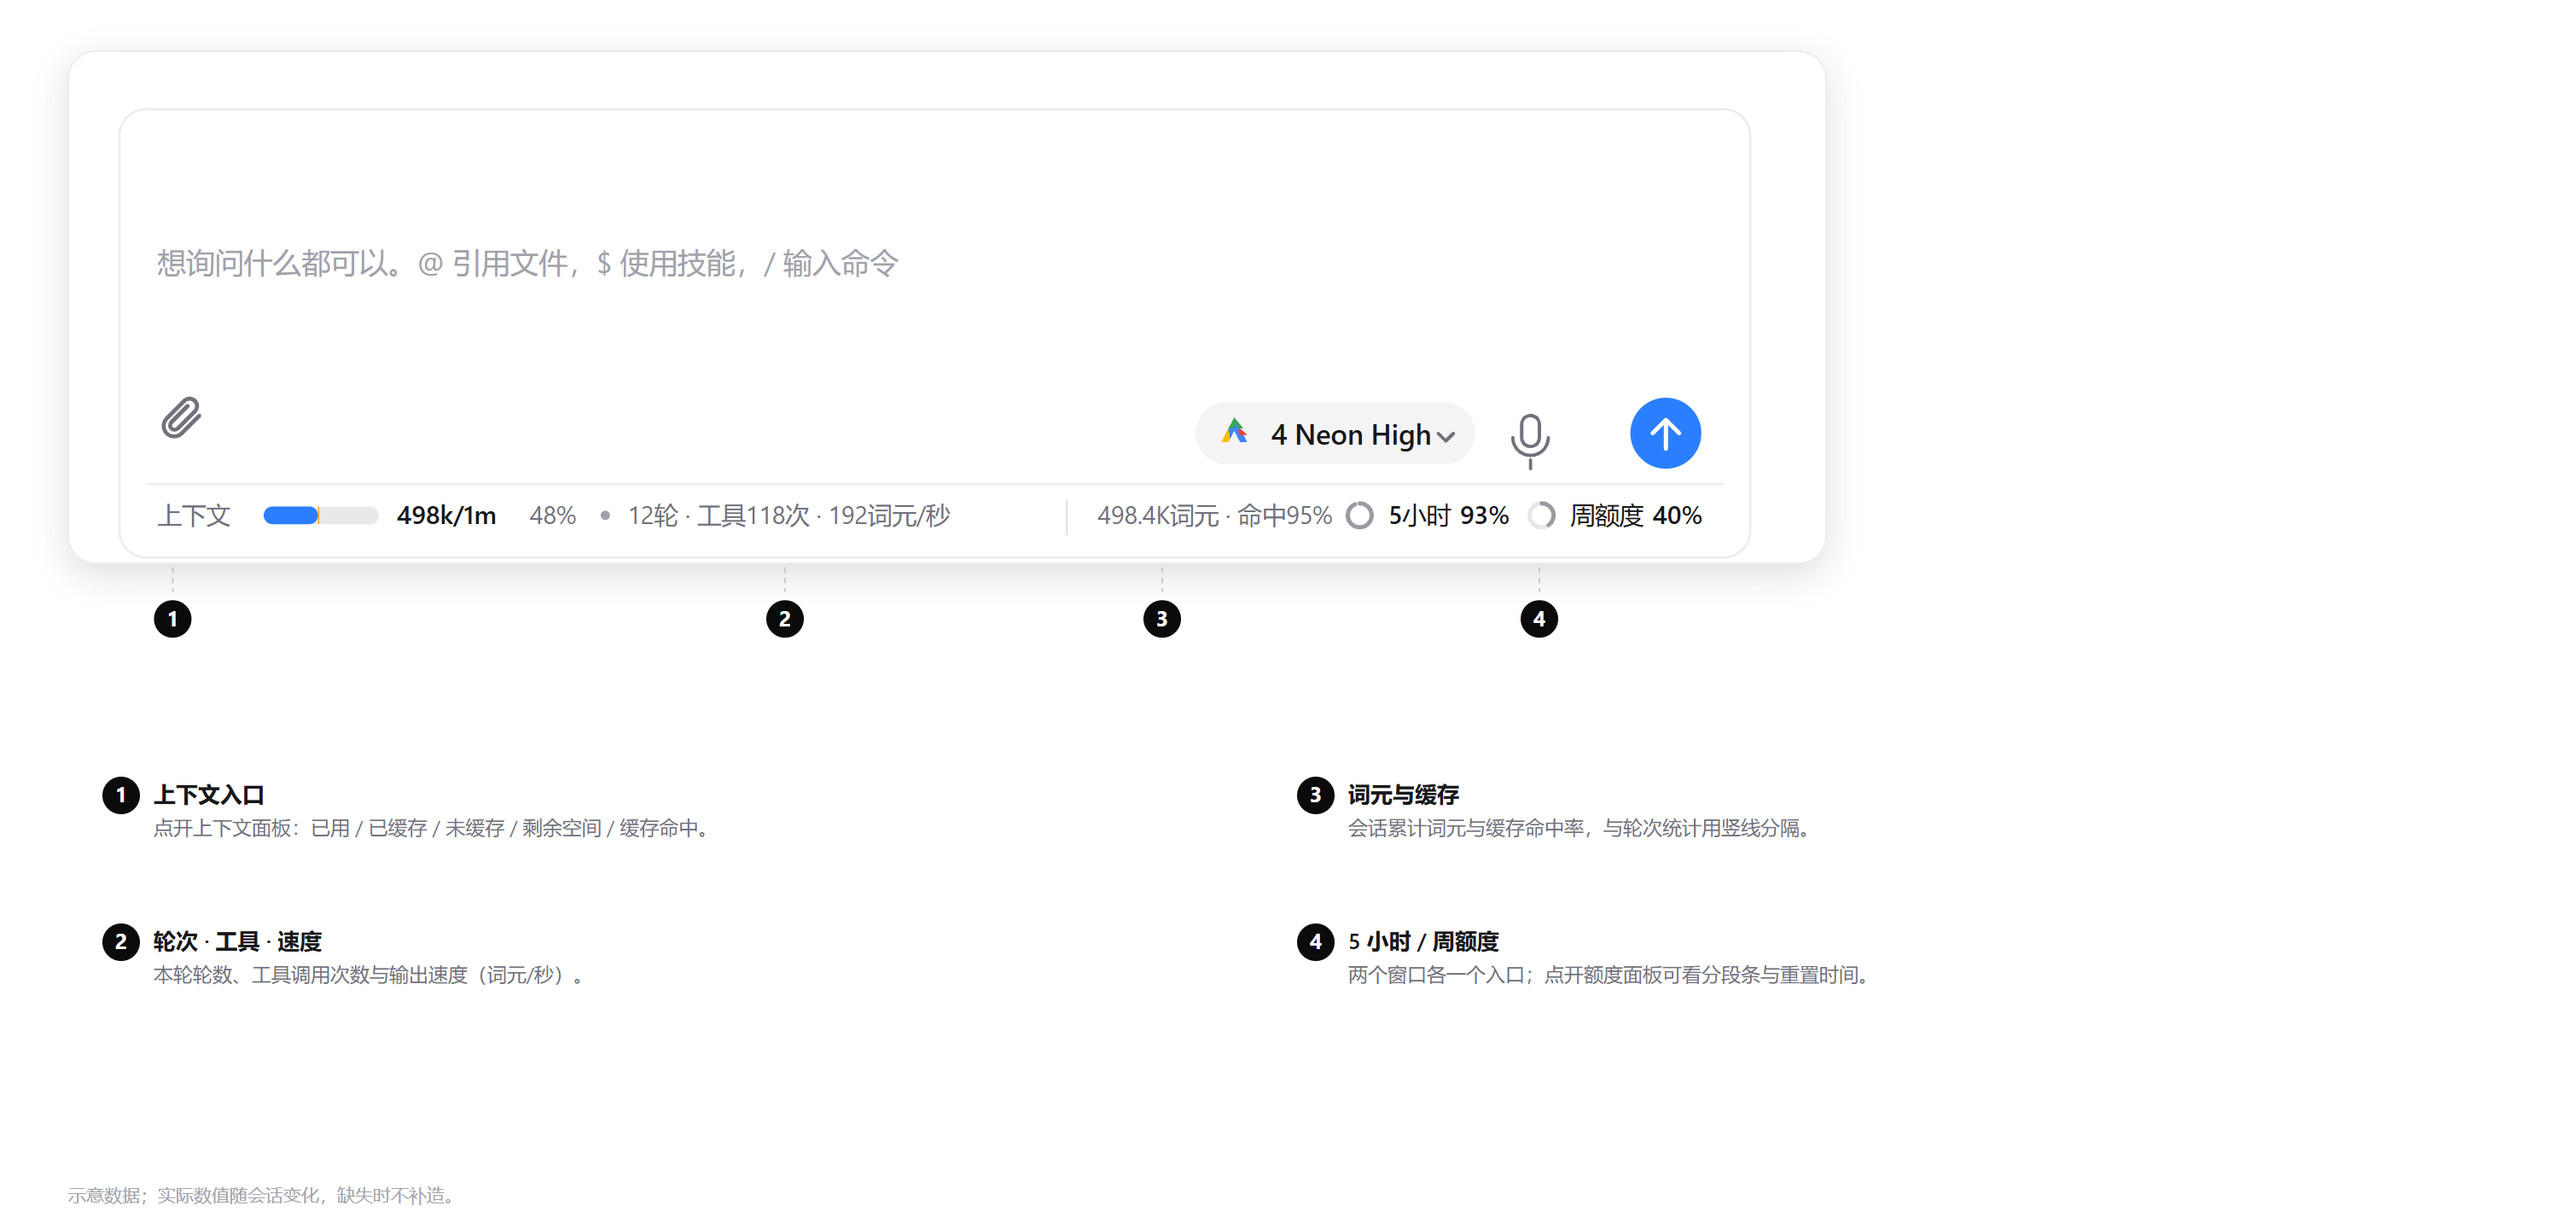 想询问什么都可以。@ 引用文件，$ 使用技能，/ 输入命令
4 Neon High
上下文 498k/1m 48% • 12轮 · 工具118次 · 192词元/秒 498.4K词元 · 命中95% 5小时 93% 周额度 40%
1 2 3 4
1 上下文入口
点开上下文面板：已用 / 已缓存 / 未缓存 / 剩余空间 / 缓存命中。
2 轮次 · 工具 · 速度
本轮轮数、工具调用次数与输出速度（词元/秒）。
3 词元与缓存
会话累计词元与缓存命中率，与轮次统计用竖线分隔。
4 5 小时 / 周额度
两个窗口各一个入口；点开额度面板可看分段条与重置时间。
示意数据；实际数值随会话变化，缺失时不补造。